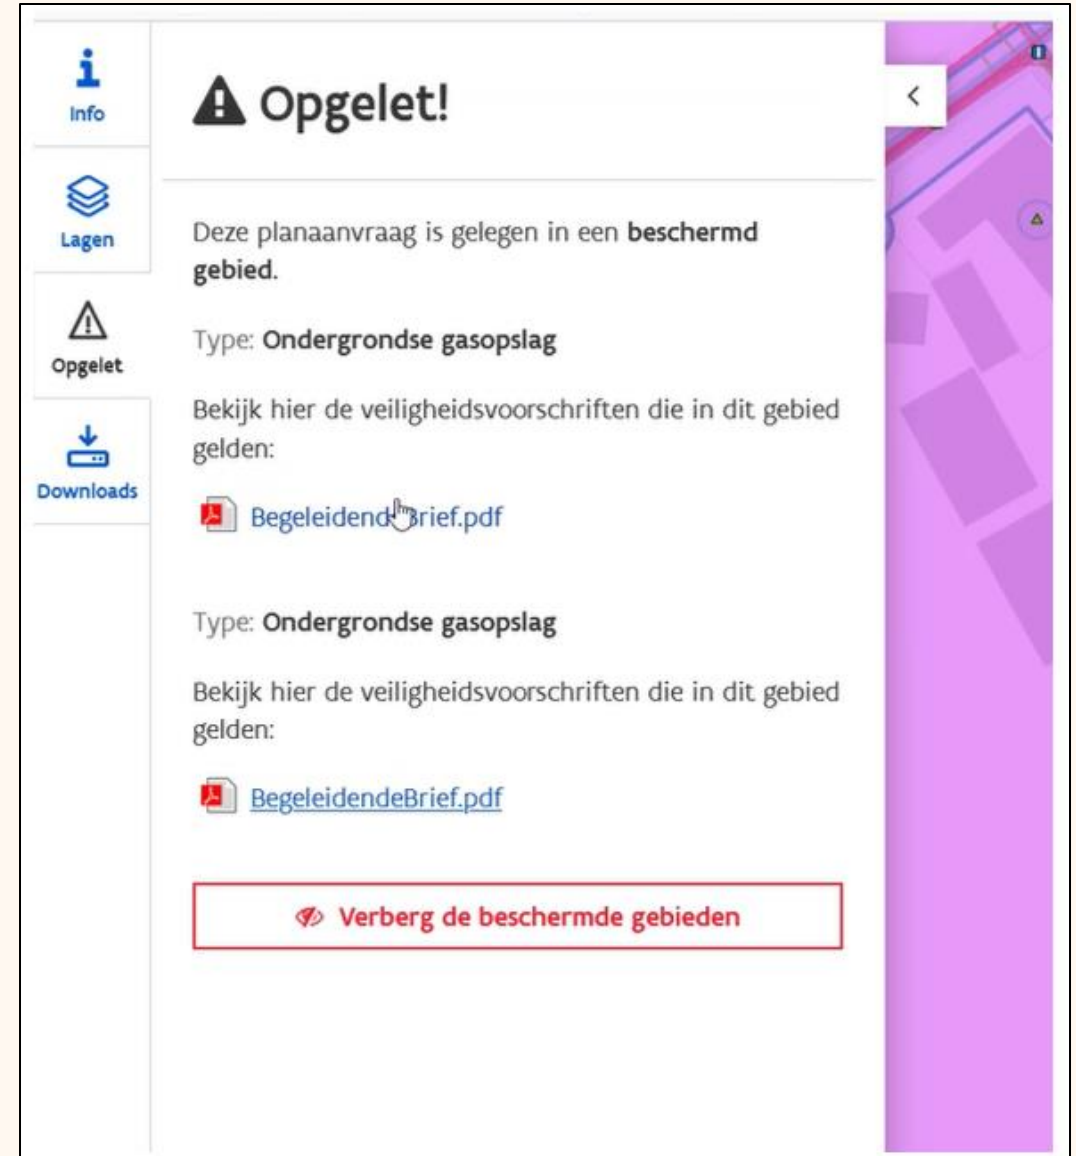 Info
Lagen
Opgelet
Downloads
Opgelet!
Deze planaanvraag is gelegen in een beschermd
gebied.
Type: Ondergrondse gasopslag
Bekijk hier de veiligheidsvoorschriften die in dit gebied
gelden:
BegeleidendeBrief.pdf
Type: Ondergrondse gasopslag
Bekijk hier de veiligheidsvoorschriften die in dit gebied
gelden:
BegeleidendeBrief.pdf
Verberg de beschermde gebieden